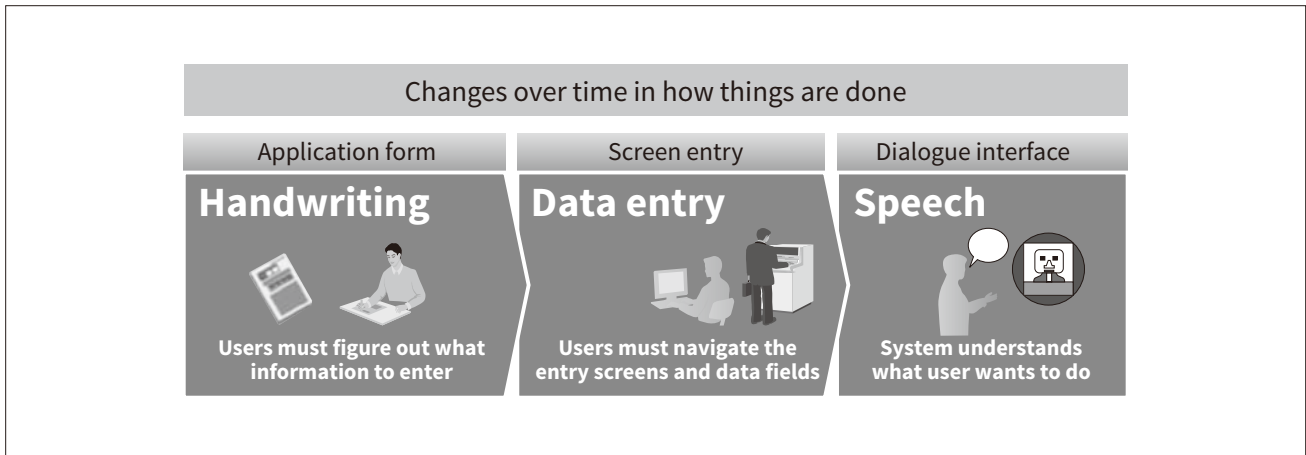 Changes over time in how things are done
Application form
Screen entry
Dialogue interface
Handwriting
Data entry
Speech
Users must figure out what
information to enter
Users must navigate the
entry screens and data fields
System understands
what user wants to do